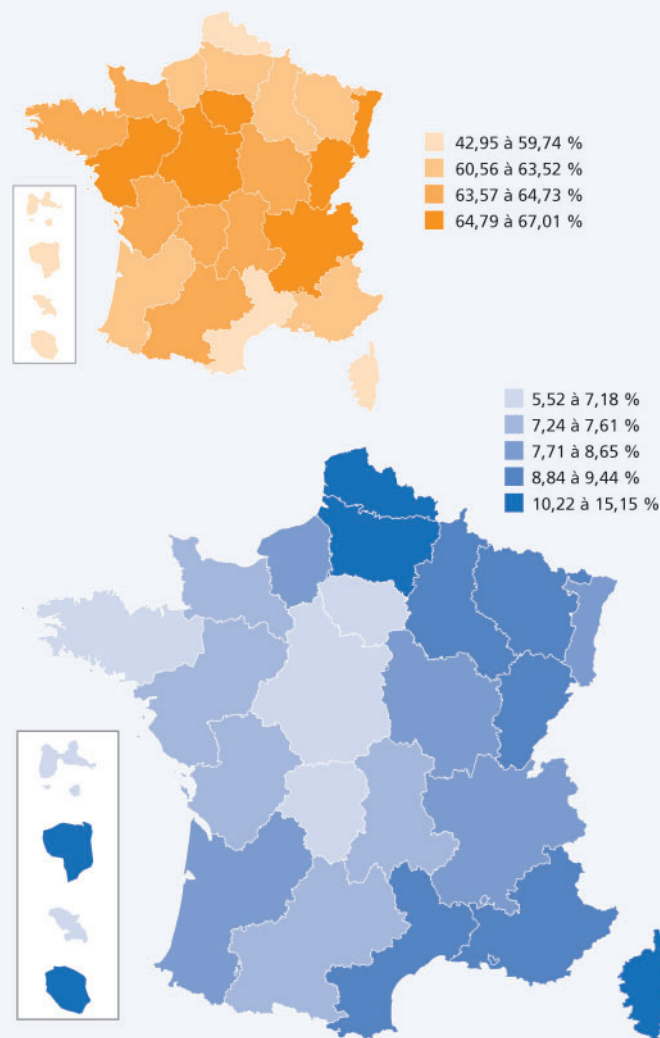 42,95 à 59,74 %
60,56 à 63,52 %
63,57 à 64,73 %
64,79 à 67,01 %
5,52 à 7,18 %
7,24 à 7,61 %
7,71 à 8,65 %
8,84 à 9,44 %
10,22 à 15,15 %